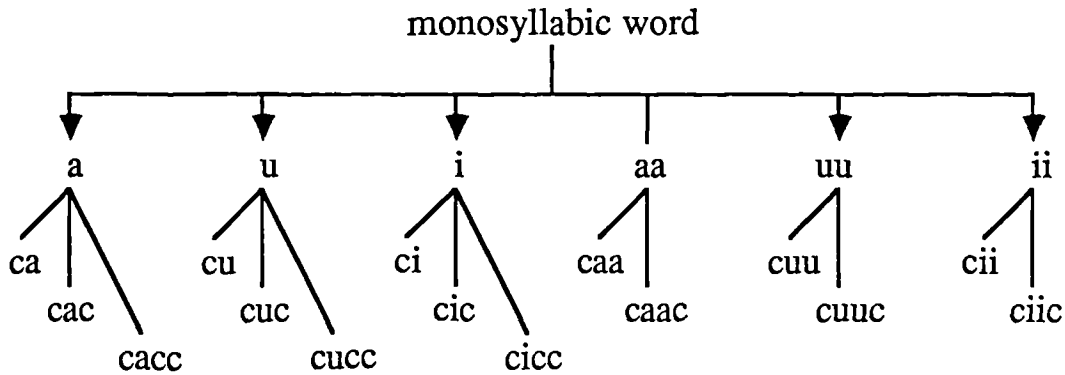 monosyllabic word
a u i aa uu ii
ca cu ci caa cuu cii
cac cuc cic caac cuuc ciic
cacc cucc cicc